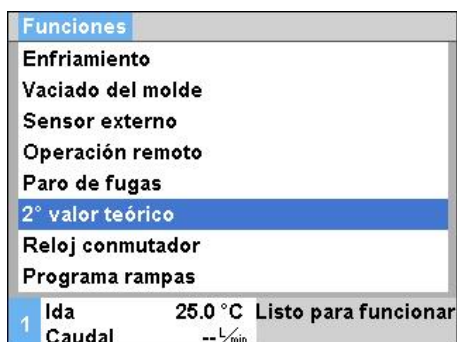 Funciones
Enfriamiento
Vaciado del molde
Sensor externo
Operación remoto
Paro de fugas
2° valor teórico
Reloj conmutador
Programa rampas
1 Ida 25.0 °C Listo para funcionar
Caudal -- L/min